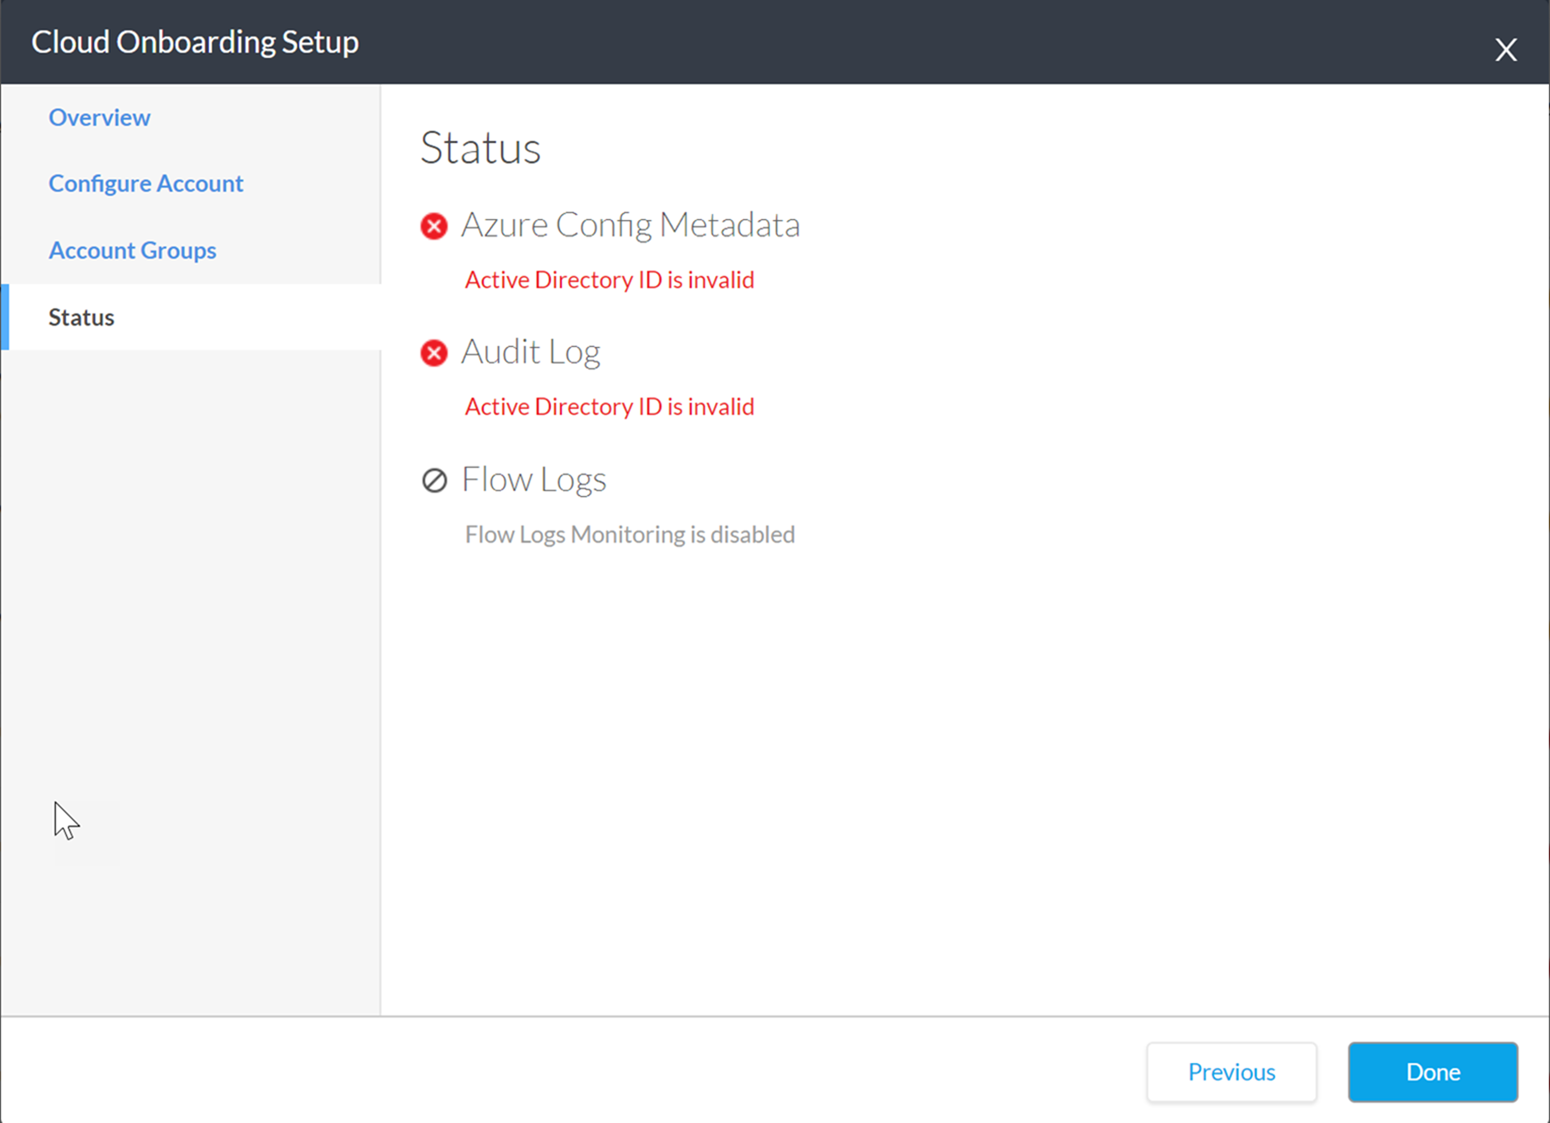 Cloud Onboarding Setup
X
Overview
Configure Account
Account Groups
Status
Status
Azure Config Metadata
Active Directory ID is invalid
Audit Log
Active Directory ID is invalid
Flow Logs
Flow Logs Monitoring is disabled
Previous
Done